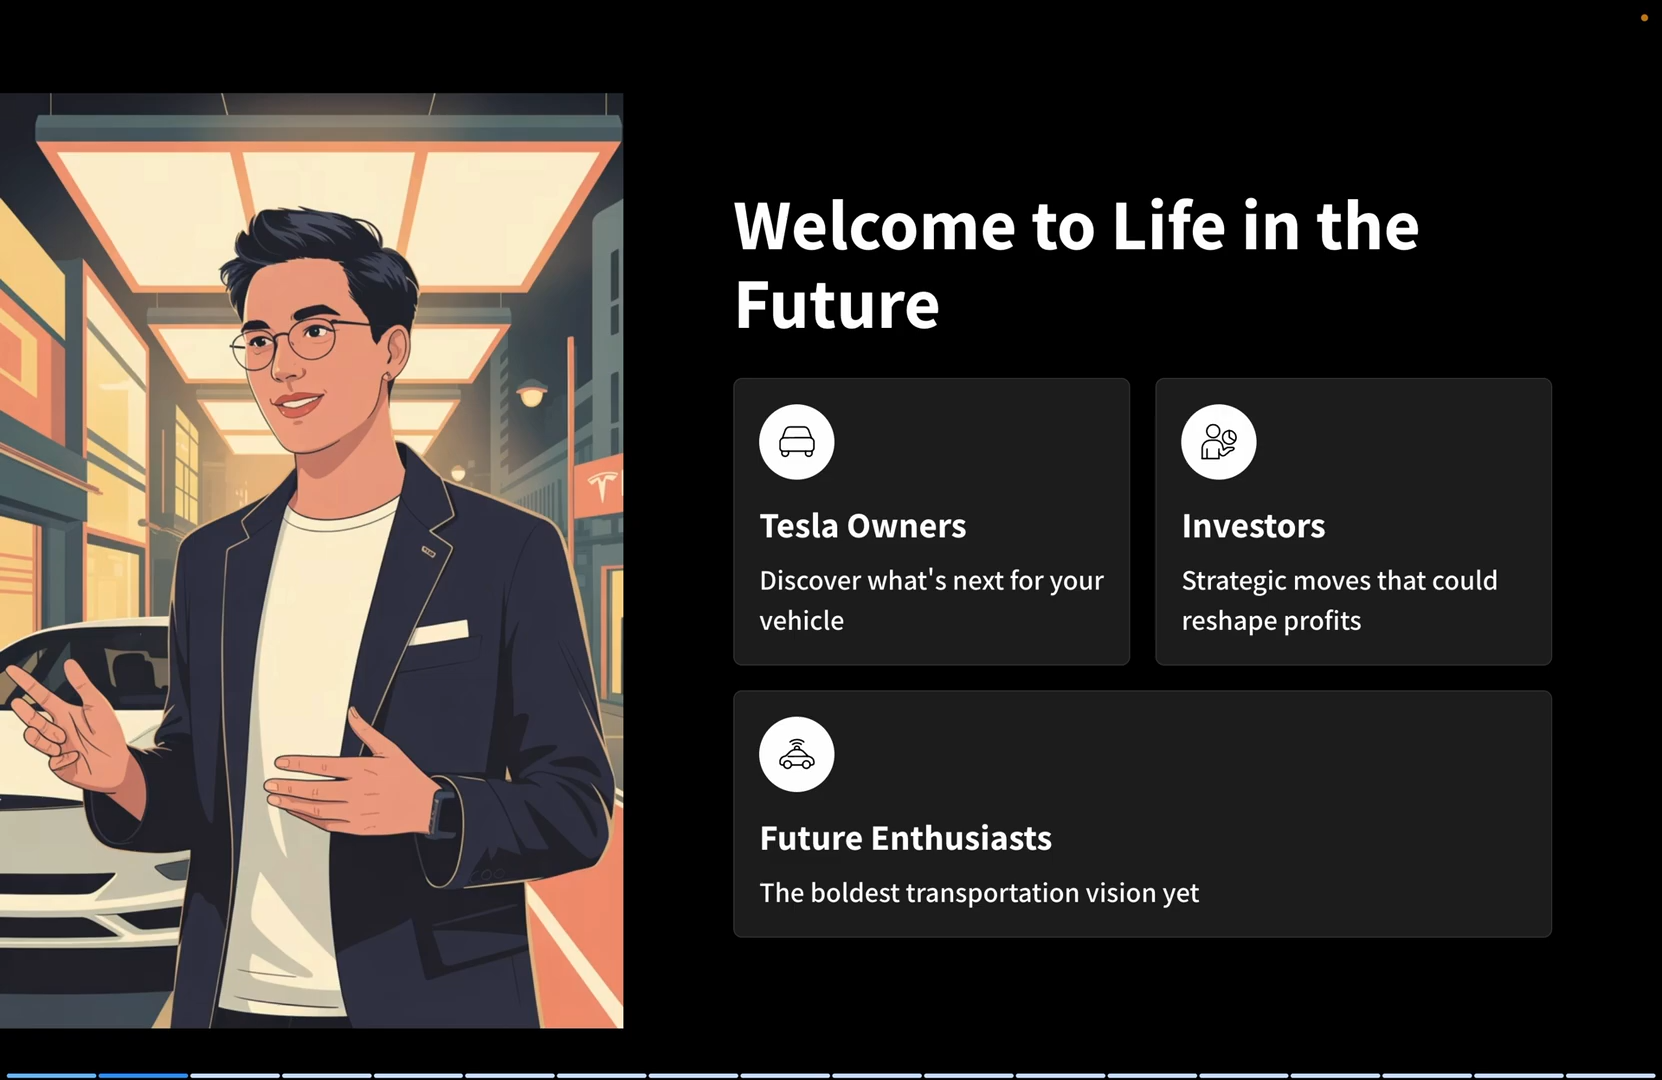 Welcome to Life in the
Future
Tesla Owners
Discover what's next for your
vehicle
Investors
Strategic moves that could
reshape profits
Future Enthusiasts
The boldest transportation vision yet